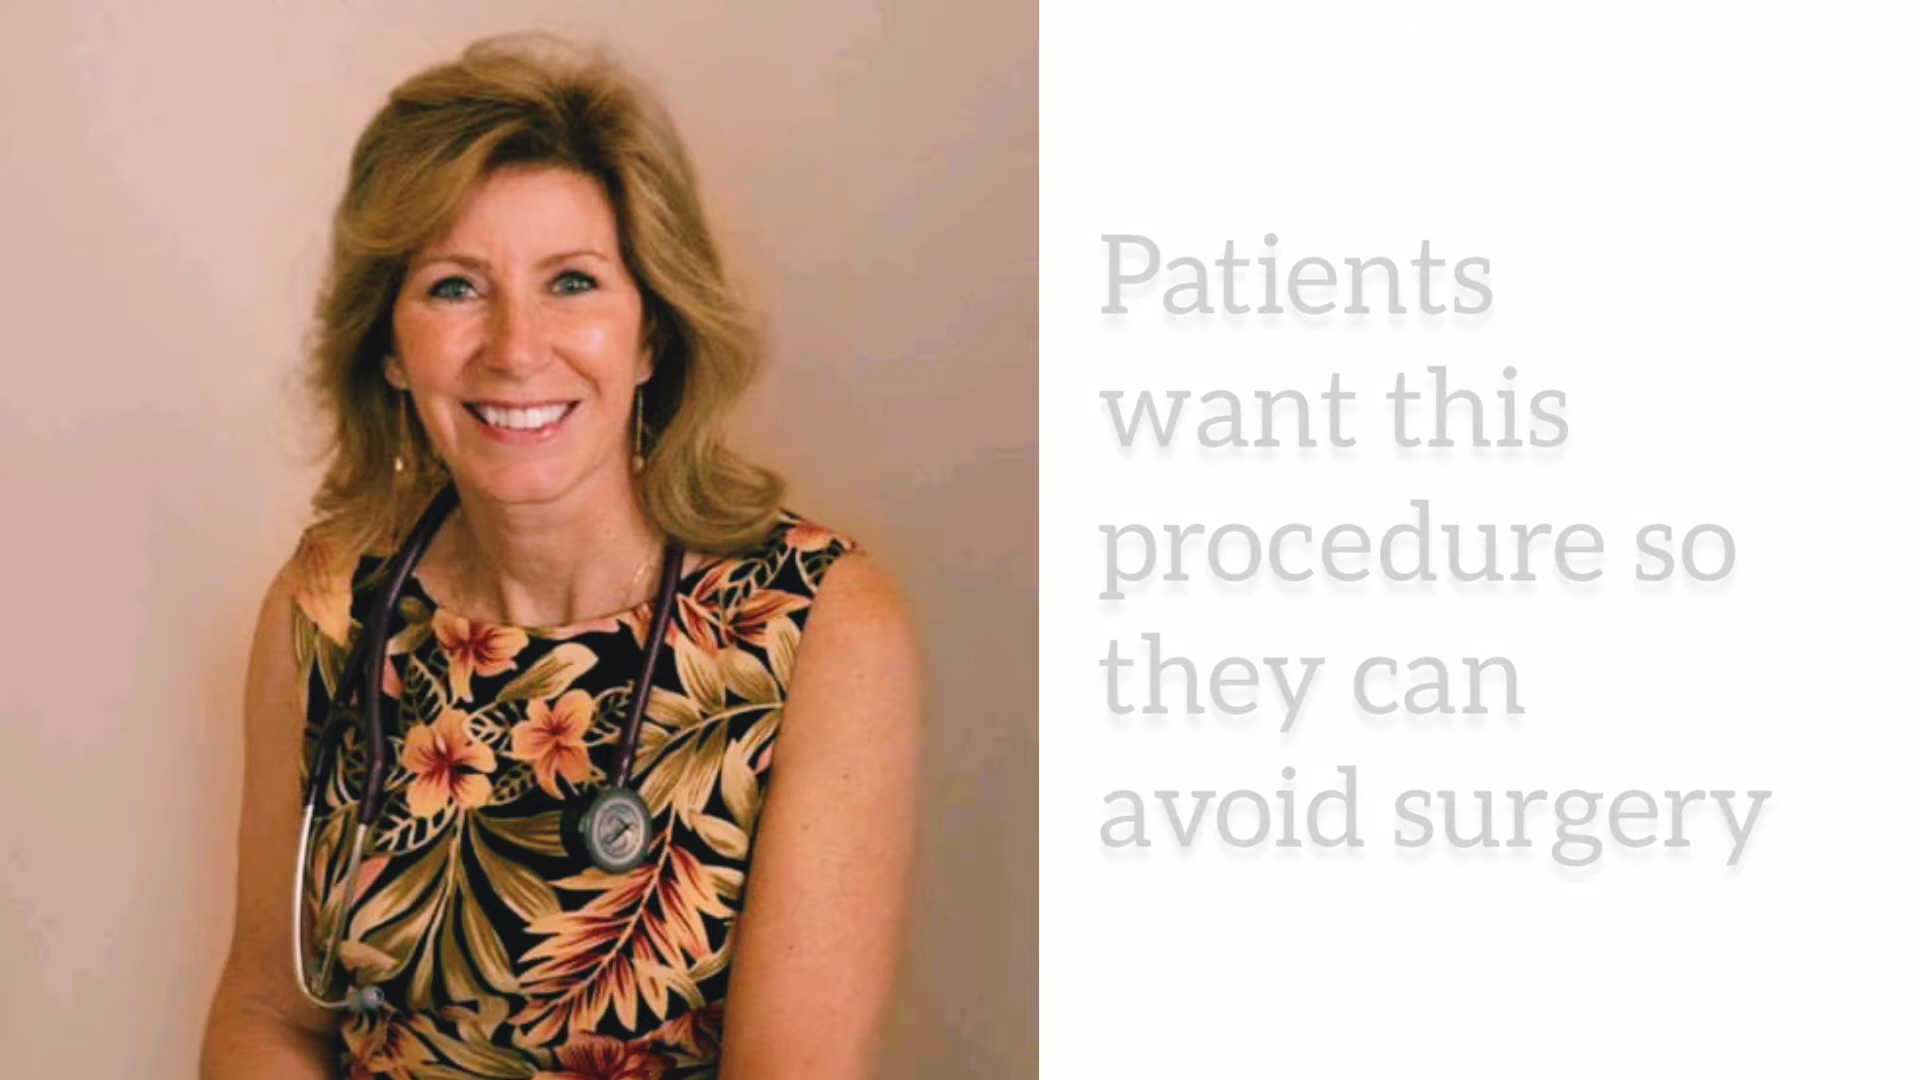 Patients
want this
procedure so
they can
avoid surgery